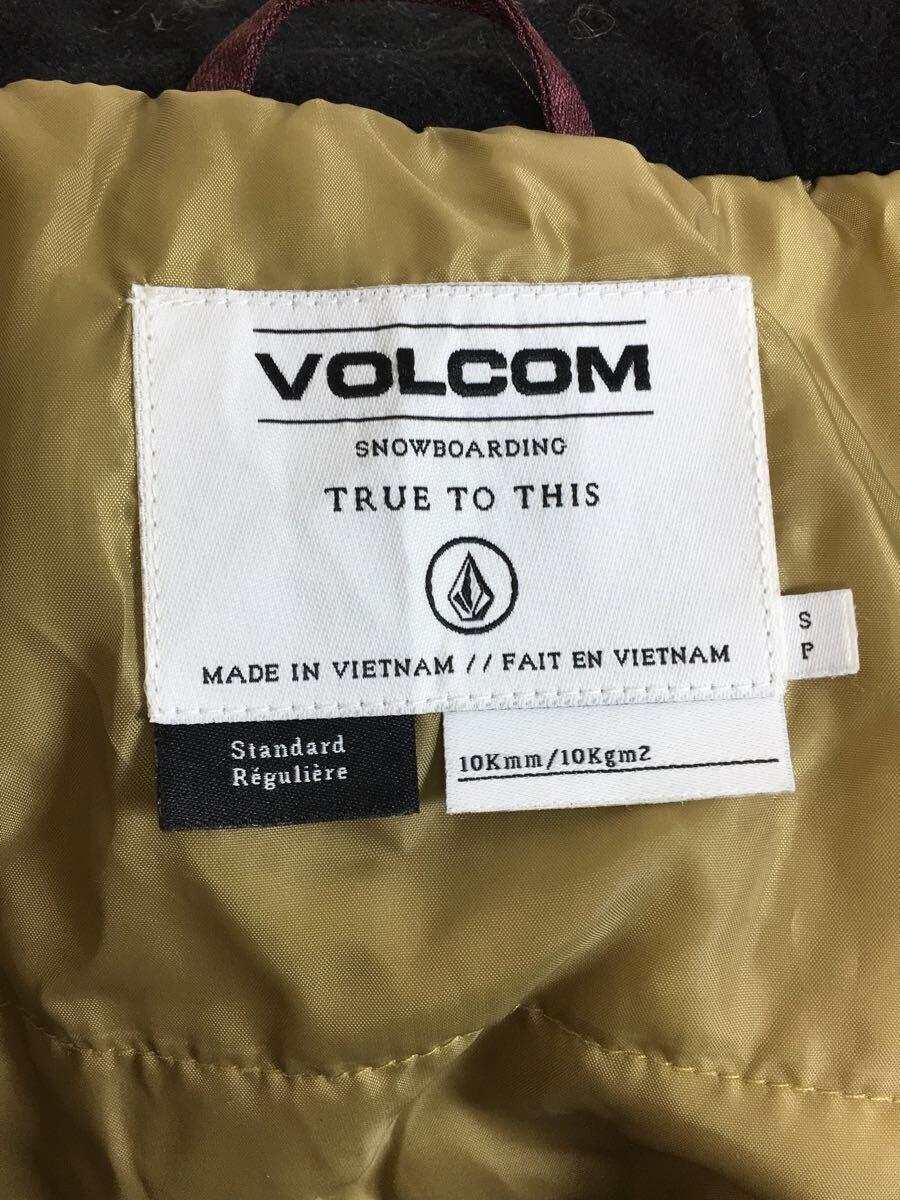 VOLCOM
SNOWBOARDING
TRUE TO THIS
MADE IN VIETNAM // FAIT EN VIETNAM
S
P
Standard
Régulière
10Kmm/10Kgm2